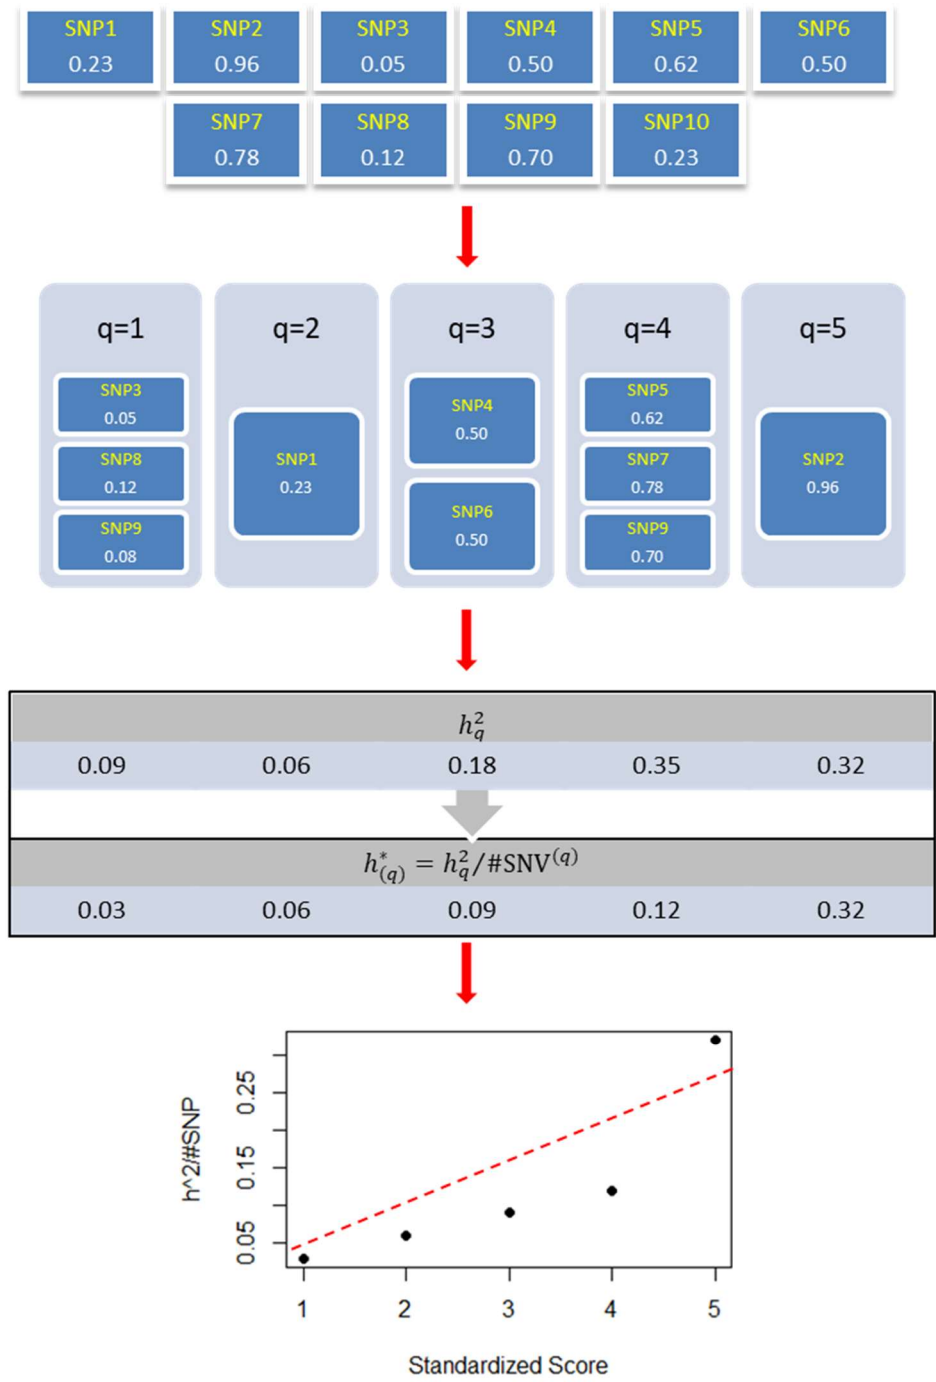 SNP1 SNP2 SNP3 SNP4 SNP5 SNP6
0.23 0.96 0.05 0.50 0.62 0.50
SNP7 SNP8 SNP9 SNP10
0.78 0.12 0.70 0.23
q=1 q=2 q=3 q=4 q=5
SNP3
0.05
SNP8
0.12
SNP9
0.08
SNP1
0.23
SNP4
0.50
SNP6
0.50
SNP5
0.62
SNP7
0.78
SNP9
0.70
SNP2
0.96
h_q^2
0.09 0.06 0.18 0.35 0.32
h_{(q)}^* = h_q^2/#SNV^{(q)}
0.03 0.06 0.09 0.12 0.32
h^2/#SNP
0.25
0.15
0.05
1 2 3 4 5
Standardized Score